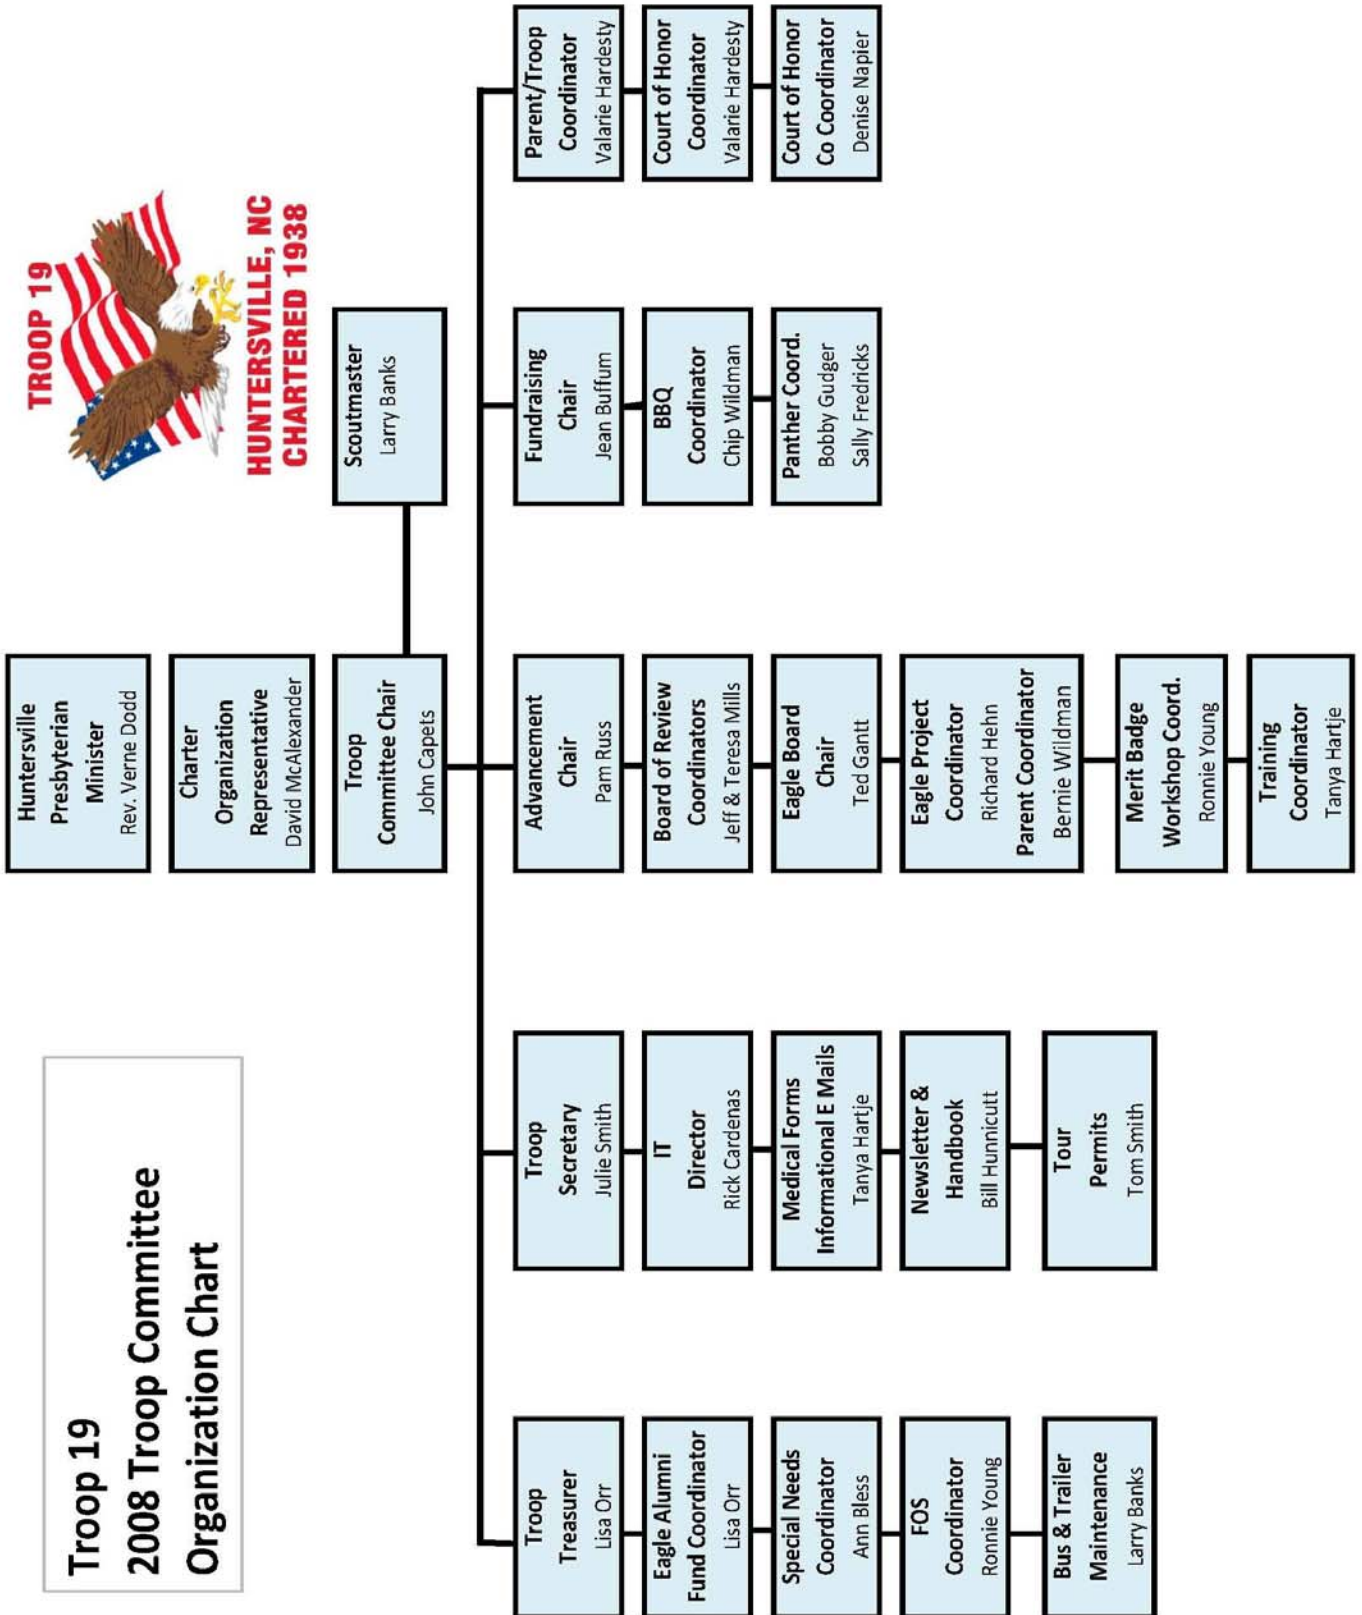 Troop 19
2008 Troop Committee
Organization Chart
TROOP 19
HUNTERSVILLE, NC
CHARTERED 1938
Huntersville
Presbyterian
Minister
Rev. Verne Dodd
Charter
Organization
Representative
David McAlexander
Troop
Committee Chair
John Capets
Scoutmaster
Larry Banks
Troop
Treasurer
Lisa Orr
Eagle Alumni
Fund Coordinator
Lisa Orr
Special Needs
Coordinator
Ann Bless
FOS
Coordinator
Ronnie Young
Bus & Trailer
Maintenance
Larry Banks
Troop
Secretary
Julie Smith
IT
Director
Rick Cardenas
Medical Forms
Informational E Mails
Tanya Hartje
Newsletter &
Handbook
Bill Hunnicutt
Tour
Permits
Tom Smith
Advancement
Chair
Pam Russ
Board of Review
Coordinators
Jeff & Teresa Mills
Eagle Board
Chair
Ted Gantt
Eagle Project
Coordinator
Richard Hehn
Parent Coordinator
Bernie Wildman
Merit Badge
Workshop Coord.
Ronnie Young
Training
Coordinator
Tanya Hartje
Fundraising
Chair
Jean Buffum
BBQ
Coordinator
Chip Wildman
Panther Coord.
Bobby Gudger
Sally Fredricks
Parent/Troop
Coordinator
Valarie Hardesty
Court of Honor
Coordinator
Valarie Hardesty
Court of Honor
Co Coordinator
Denise Napier